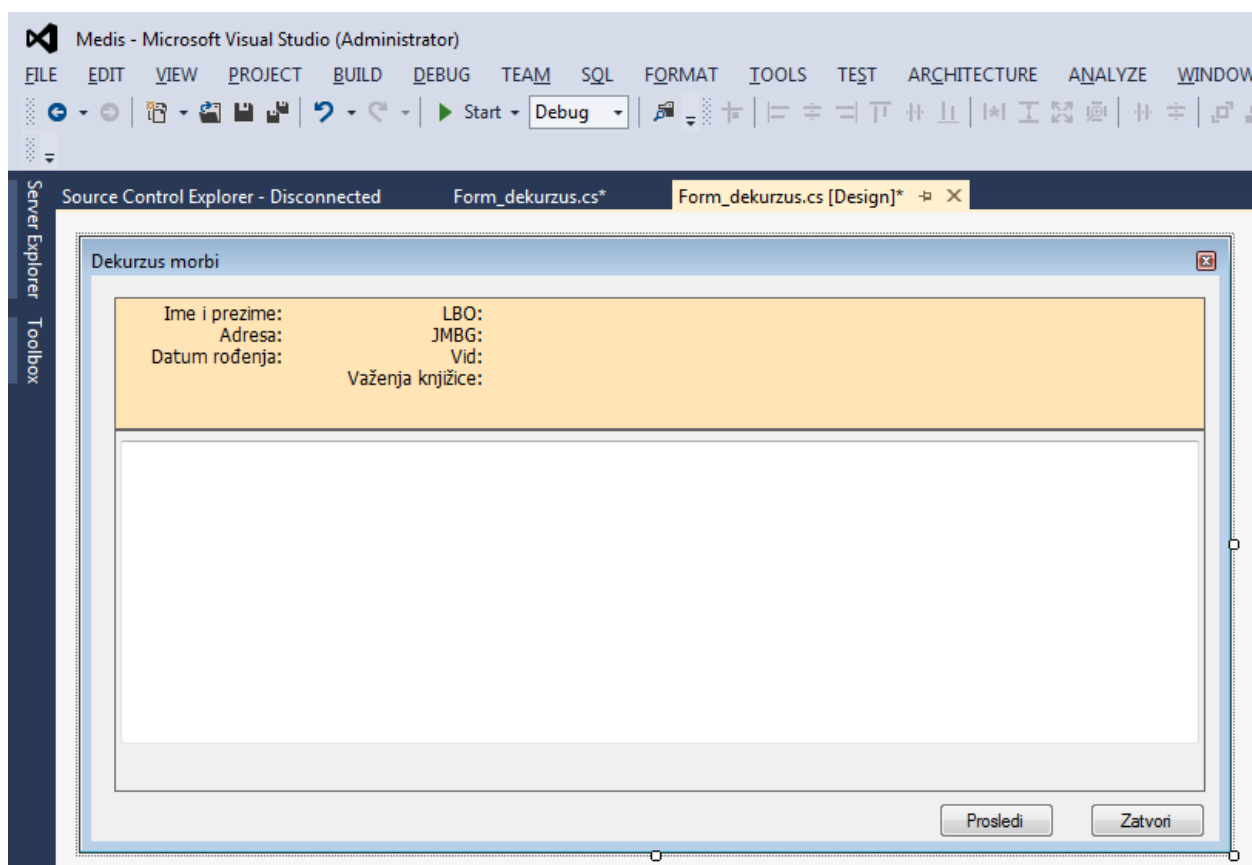 Medis - Microsoft Visual Studio (Administrator)
FILE EDIT VIEW PROJECT BUILD DEBUG TEAM SQL FORMAT TOOLS TEST ARCHITECTURE ANALYZE WINDOW
Start Debug
Server Explorer
Toolbox
Source Control Explorer - Disconnected Form_dekurzus.cs* Form_dekurzus.cs [Design]*
Dekurzus morbi
Ime i prezime: LBO:
Adresa: JMBG:
Datum rođenja: Vid:
Važenja knjižice:
Prosledi Zatvori